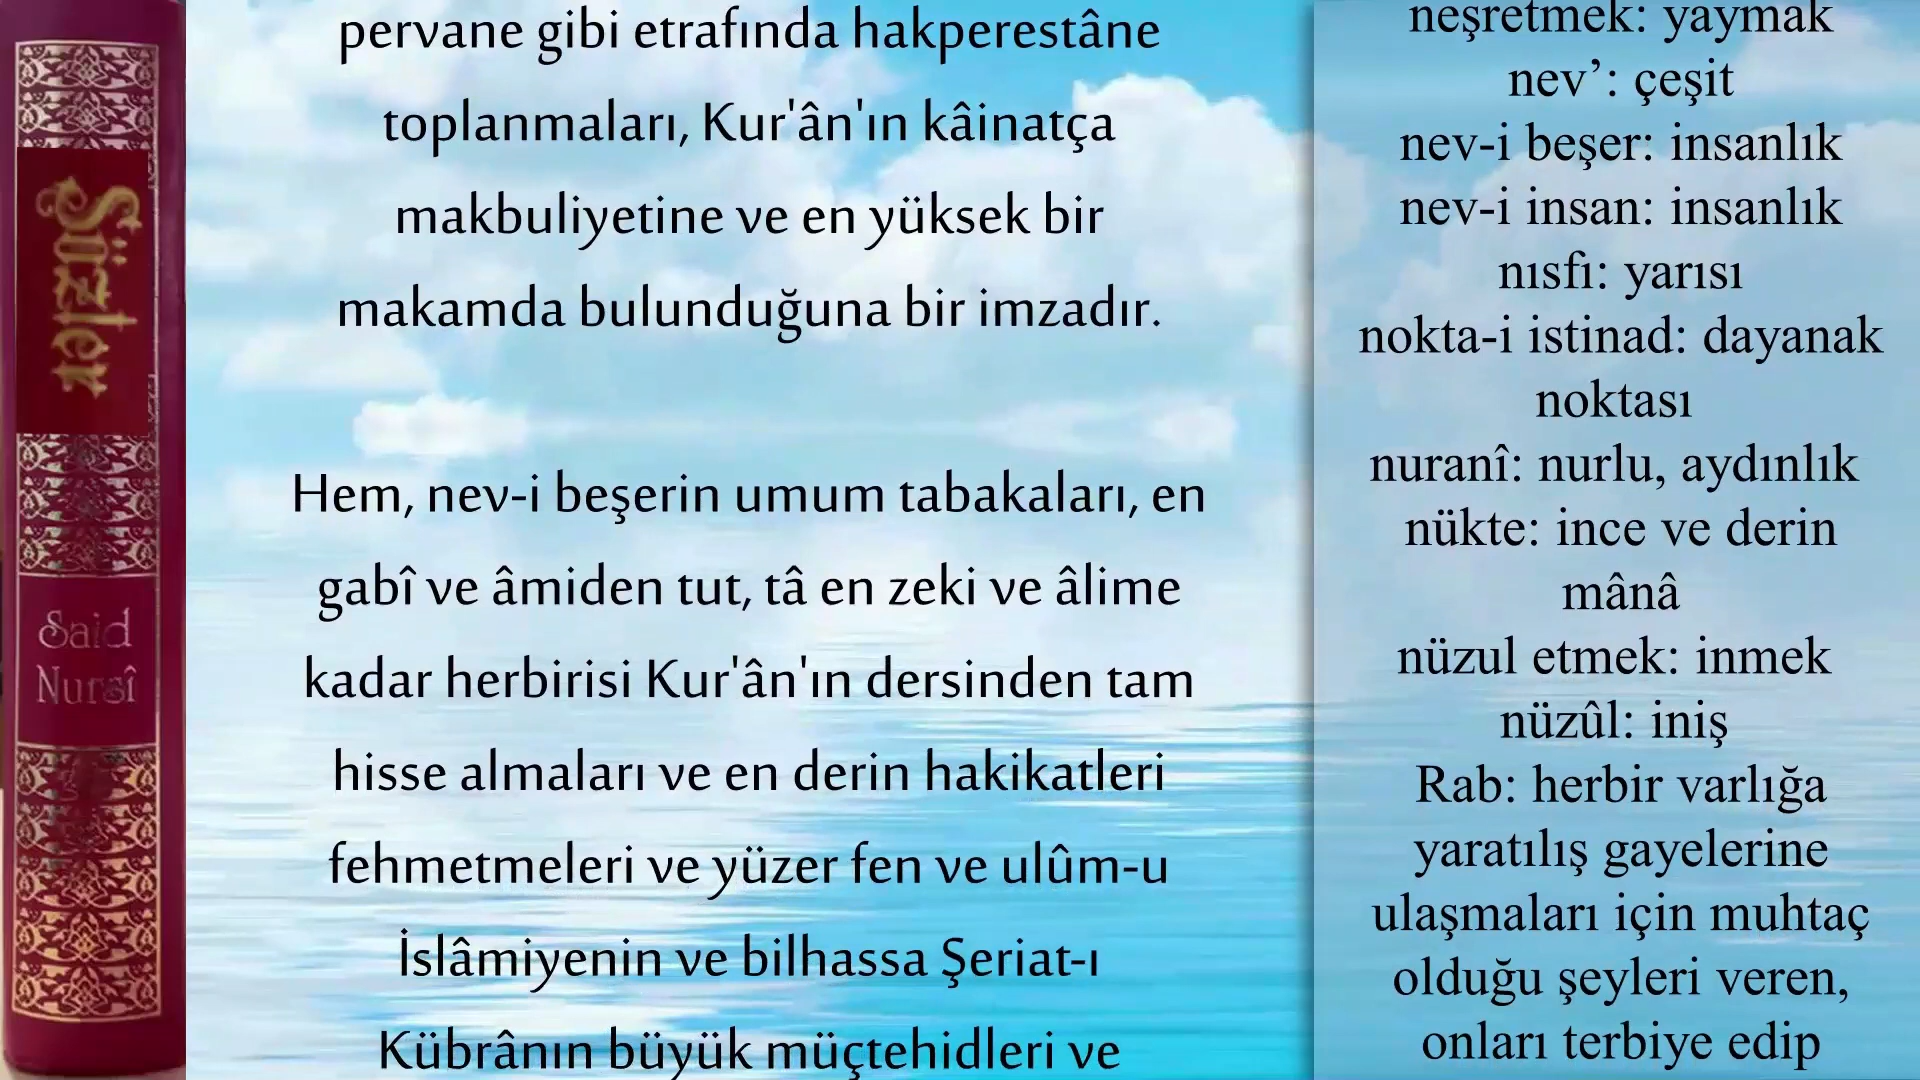 Sözler
Said
Nursî
pervane gibi etrafında hakperestâne
toplanmaları, Kur'ân'ın kâinatça
makbuliyetine ve en yüksek bir
makamda bulunduğuna bir imzadır.
Hem, nev-i beşerin umum tabakaları, en
gabî ve âmiden tut, tâ en zeki ve âlime
kadar herbirisi Kur'ân'ın dersinden tam
hisse almaları ve en derin hakikatleri
fehmetmeleri ve yüzer fen ve ulûm-u
İslâmiyenin ve bilhassa Şeriat-ı
Kübrânın büyük müçtehidleri ve
neşretmek: yaymak
nev’: çeşit
nev-i beşer: insanlık
nev-i insan: insanlık
nısfı: yarısı
nokta-i istinad: dayanak
noktası
nuranî: nurlu, aydınlık
nükte: ince ve derin
mânâ
nüzul etmek: inmek
nüzûl: iniş
Rab: herbir varlığa
yaratılış gayelerine
ulaşmaları için muhtaç
olduğu şeyleri veren,
onları terbiye edip